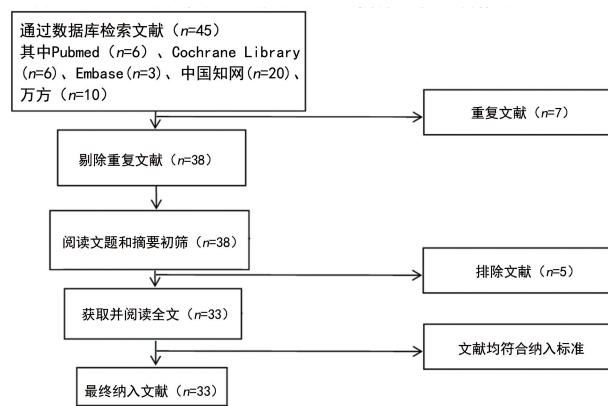 通过数据库检索文献（n=45）
其中Pubmed（n=6）、Cochrane Library
(n=6)、Embase(n=3)、中国知网(n=20)、
万方（n=10）
重复文献（n=7）
剔除重复文献（n=38）
阅读文题和摘要初筛（n=38）
排除文献（n=5）
获取并阅读全文（n=33）
文献均符合纳入标准
最终纳入文献（n=33）